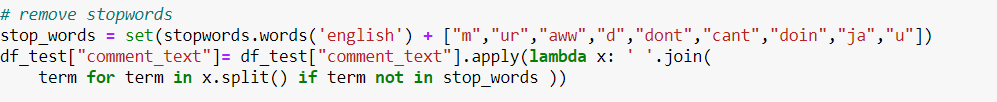 # remove stopwords
stop_words = set(stopwords.words('english') + ["m","ur","aww","d","dont","cant","doin","ja","u"])
df_test["comment_text"]= df_test["comment_text"].apply(lambda x: ' '.join(
    term for term in x.split() if term not in stop_words ))